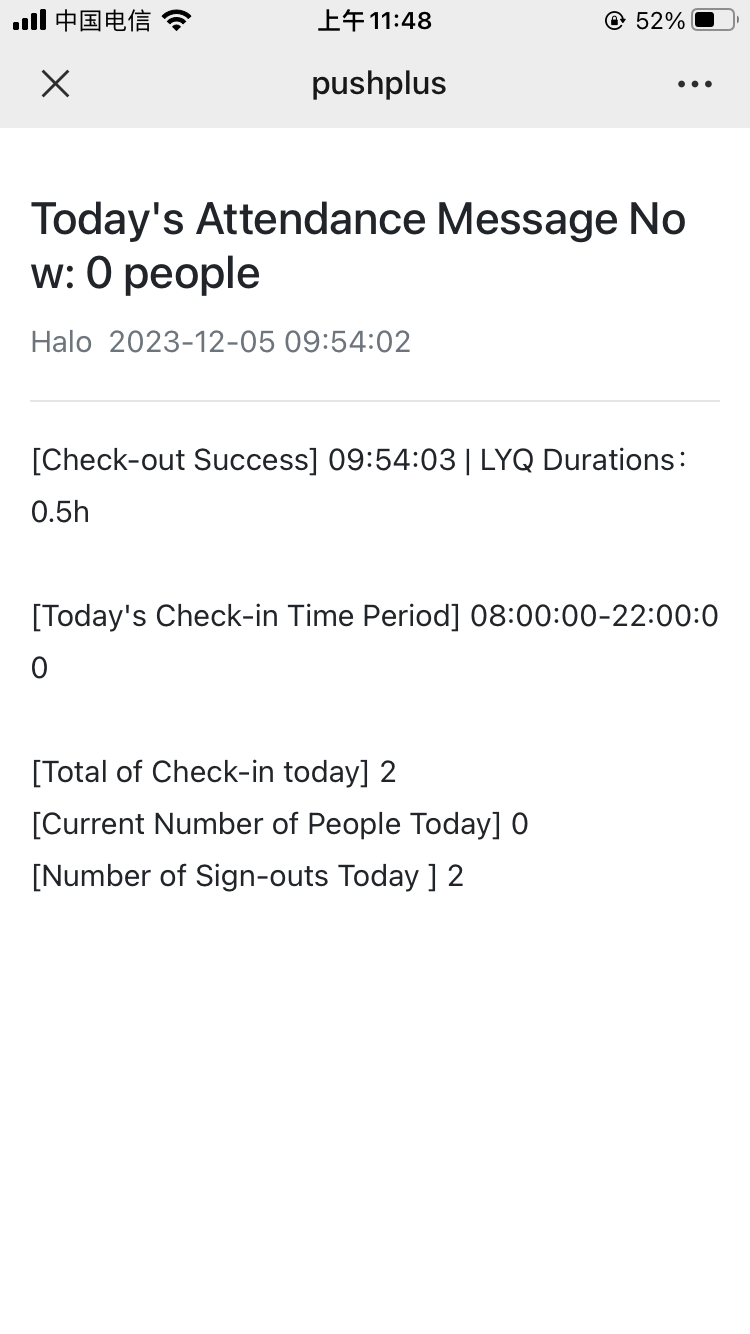 中国电信 上午11:48 52%
pushplus
Today's Attendance Message No
w: 0 people
Halo 2023-12-05 09:54:02
[Check-out Success] 09:54:03 | LYQ Durations：
0.5h
[Today's Check-in Time Period] 08:00:00-22:00:0
0
[Total of Check-in today] 2
[Current Number of People Today] 0
[Number of Sign-outs Today ] 2